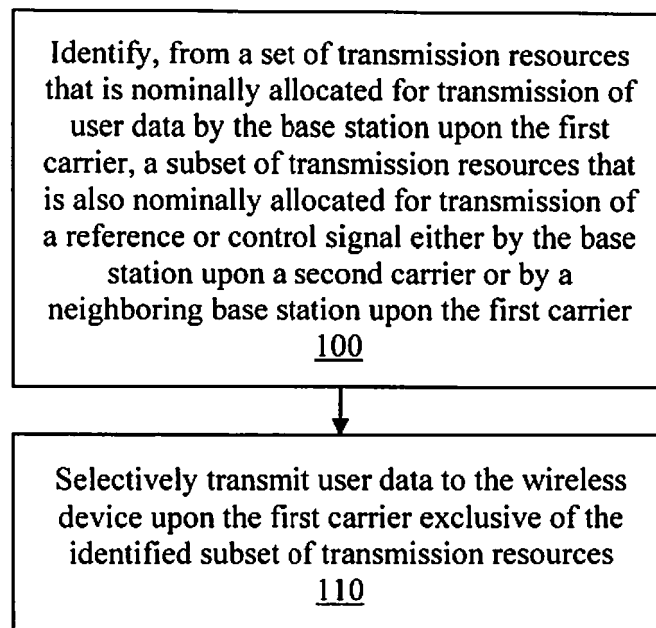 Identify, from a set of transmission resources
that is nominally allocated for transmission of
user data by the base station upon the first
carrier, a subset of transmission resources that
is also nominally allocated for transmission of
a reference or control signal either by the base
station upon a second carrier or by a
neighboring base station upon the first carrier
100
Selectively transmit user data to the wireless
device upon the first carrier exclusive of the
identified subset of transmission resources
110